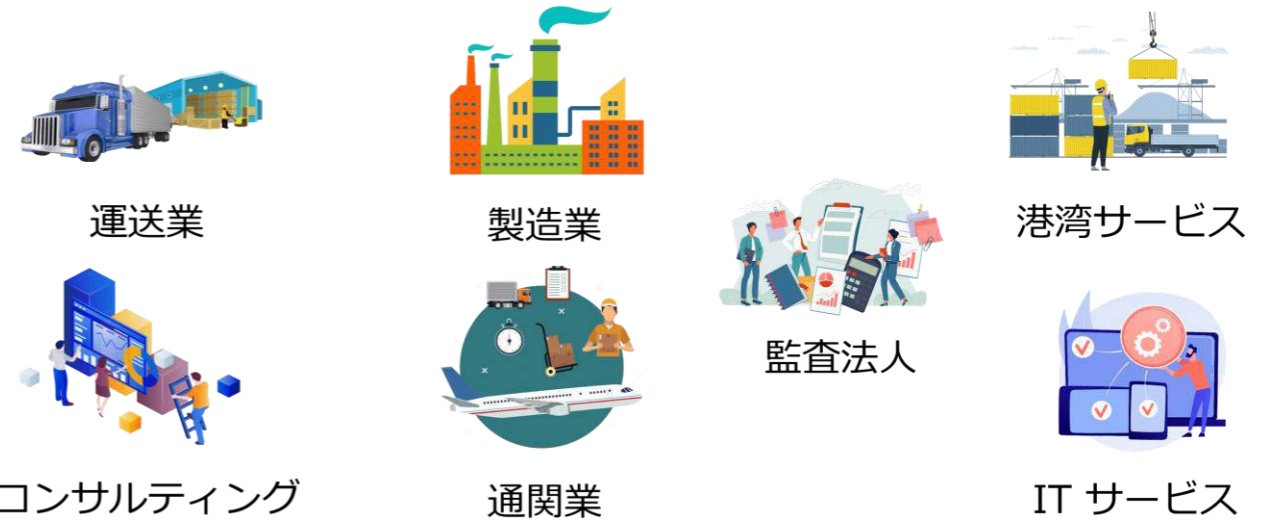 運送業
製造業
港湾サービス
監査法人
コンサルティング
通関業
IT サービス